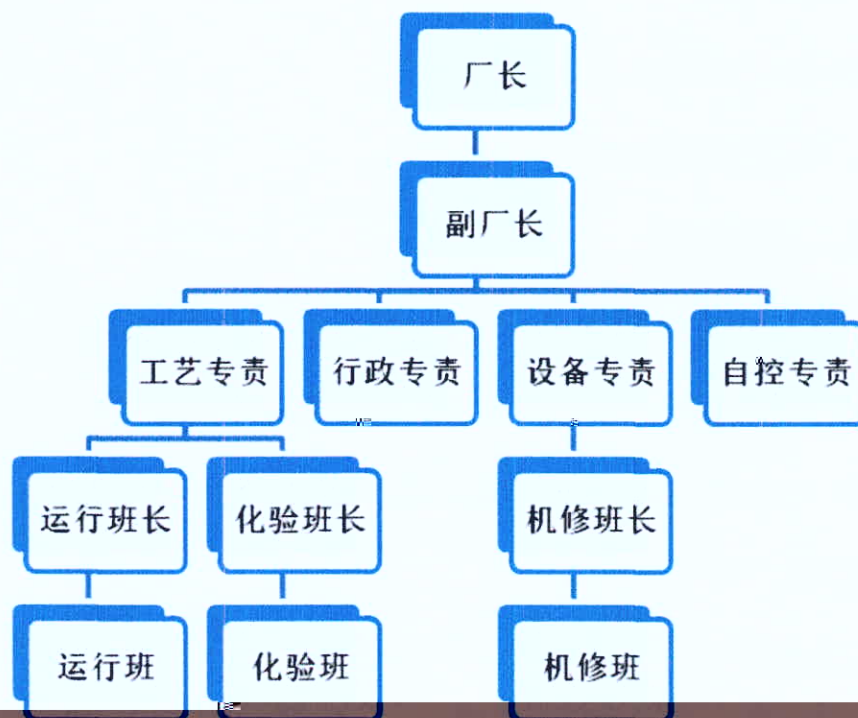 厂长
副厂长
工艺专责 行政专责 设备专责 自控专责
运行班长 化验班长 机修班长
运行班 化验班 机修班